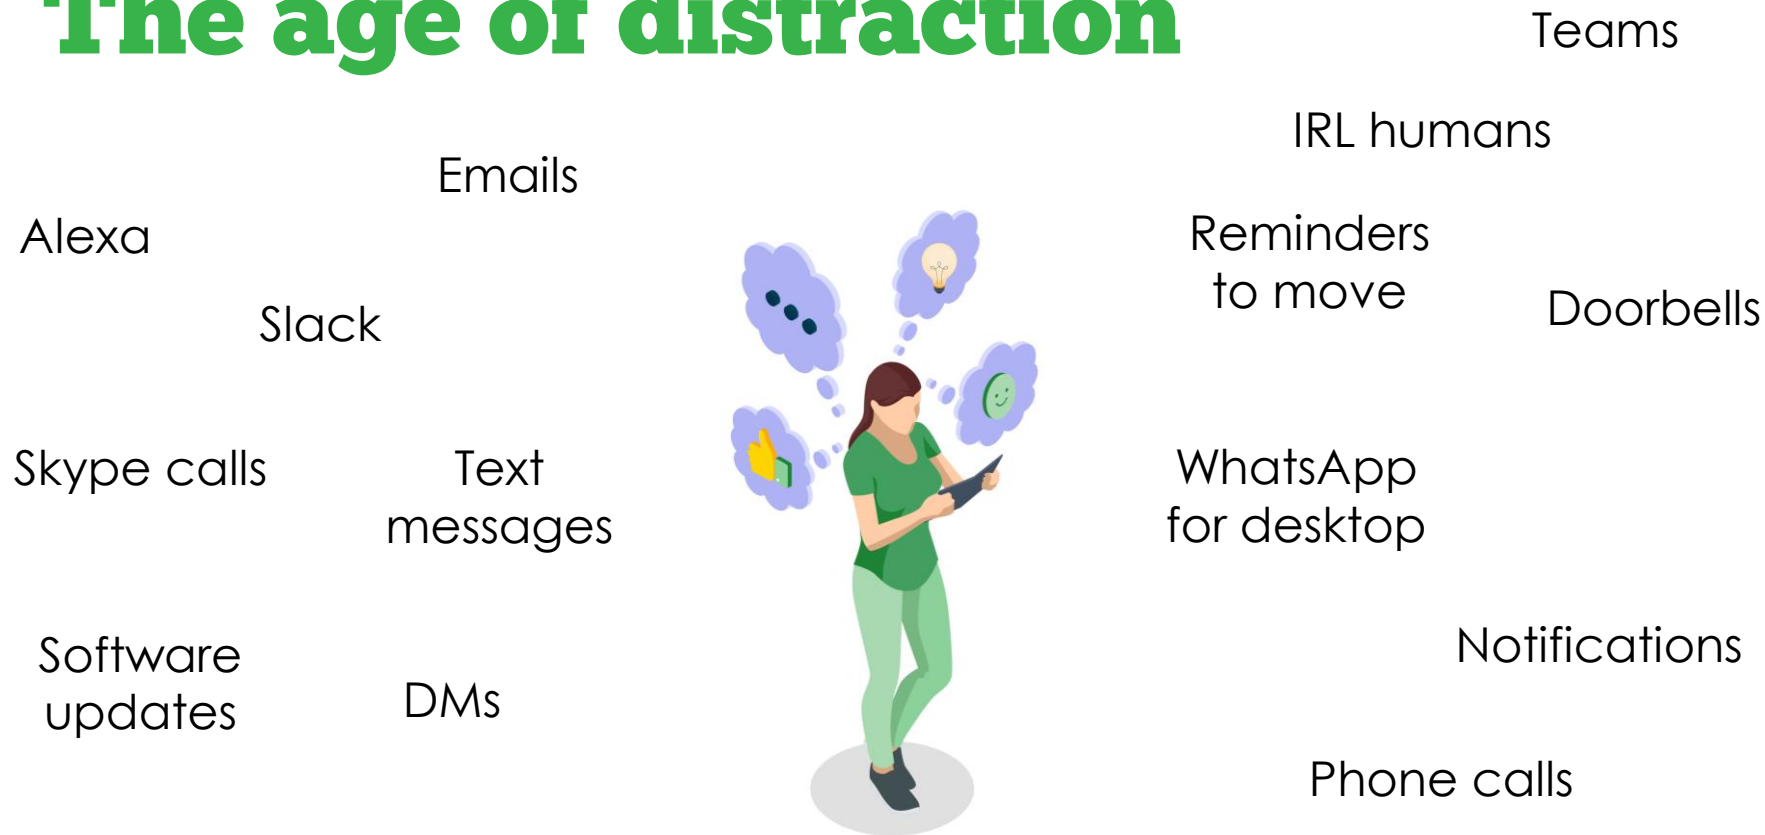 The age of distraction
Teams
IRL humans
Emails
Alexa
Reminders
to move
Doorbells
Slack
Skype calls
Text
messages
WhatsApp
for desktop
Software
updates
DMs
Notifications
Phone calls